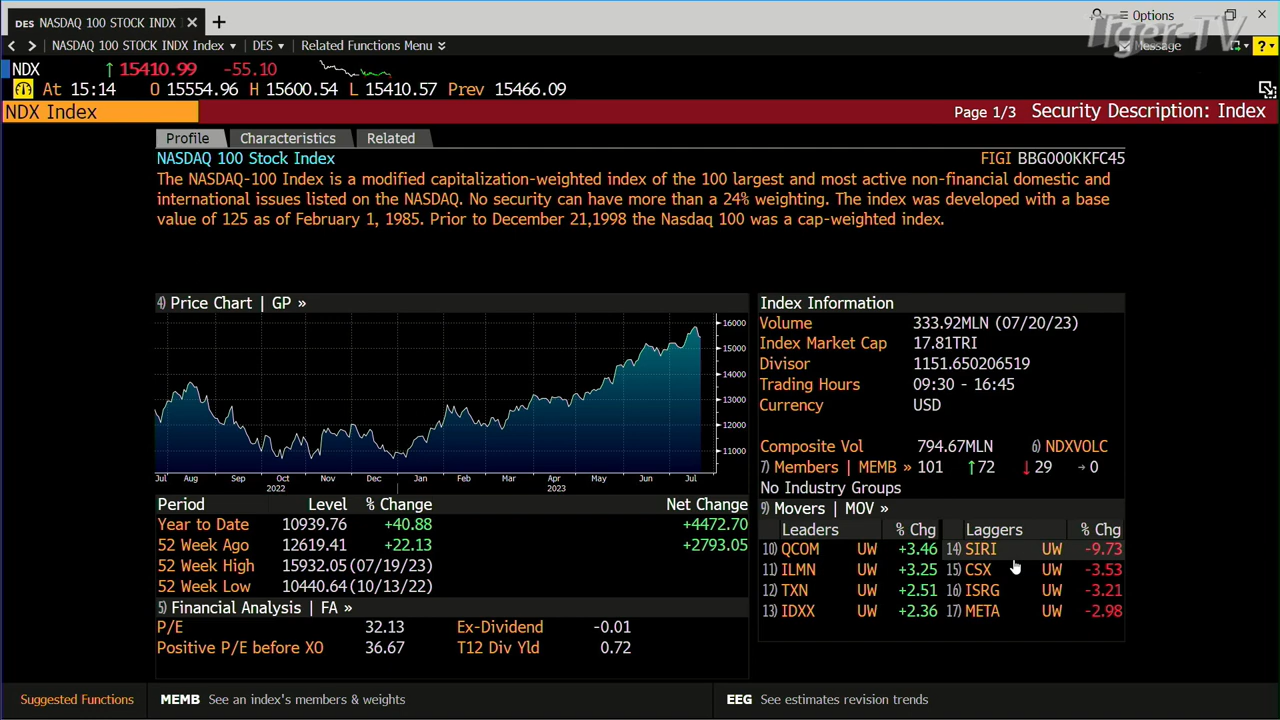 DES NASDAQ 100 STOCK INDX × +
Options
NASDAQ 100 STOCK INDX Index DES Related Functions Menu
Message
Tiger-TV
NDX ↑ 15410.99 -55.10
At 15:14 O 15554.96 H 15600.54 L 15410.57 Prev 15466.09
NDX Index Page 1/3 Security Description: Index
Profile Characteristics Related
NASDAQ 100 Stock Index FIGI BBG000KKFC45
The NASDAQ-100 Index is a modified capitalization-weighted index of the 100 largest and most active non-financial domestic and
international issues listed on the NASDAQ. No security can have more than a 24% weighting. The index was developed with a base
value of 125 as of February 1, 1985. Prior to December 21,1998 the Nasdaq 100 was a cap-weighted index.
4) Price Chart | GP »
16000
15000
14000
13000
12000
11000
Jul Aug Sep Oct Nov Dec Jan Feb Mar Apr May Jun Jul
2022 2023
Period Level % Change Net Change
Year to Date 10939.76 +40.88 +4472.70
52 Week Ago 12619.41 +22.13 +2793.05
52 Week High 15932.05 (07/19/23)
52 Week Low 10440.64 (10/13/22)
5) Financial Analysis | FA »
P/E 32.13 Ex-Dividend -0.01
Positive P/E before XO 36.67 T12 Div Yld 0.72
Index Information
Volume 333.92MLN (07/20/23)
Index Market Cap 17.81TRI
Divisor 1151.650206519
Trading Hours 09:30 - 16:45
Currency USD
Composite Vol 794.67MLN 6) NDXVOLC
7) Members | MEMB » 101 ↑72 ↓29 →0
No Industry Groups
9) Movers | MOV »
Leaders % Chg Laggers % Chg
10) QCOM UW +3.46 14) SIRI UW -9.73
11) ILMN UW +3.25 15) CSX UW -3.53
12) TXN UW +2.51 16) ISRG UW -3.21
13) IDXX UW +2.36 17) META UW -2.98
Suggested Functions MEMB See an index's members & weights EEG See estimates revision trends